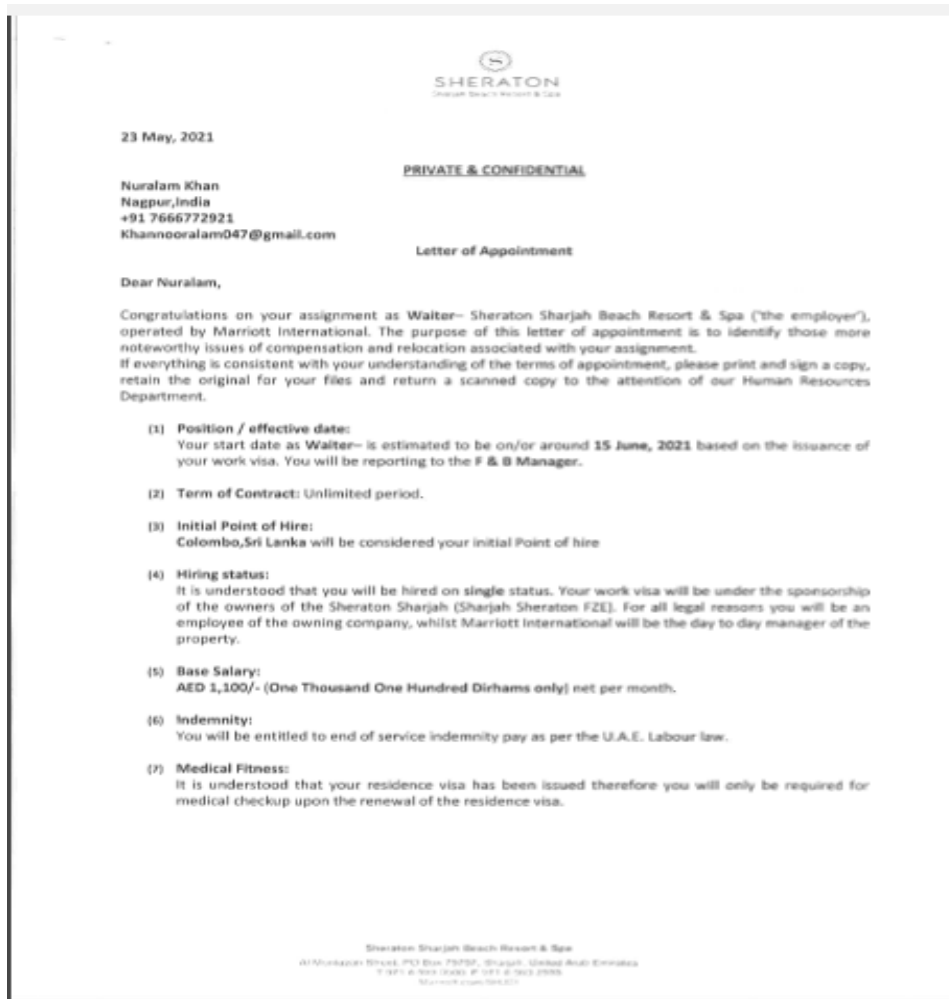 SHERATON
Sharjah Beach Resort & Spa
23 May, 2021
PRIVATE & CONFIDENTIAL
Nuralam Khan
Nagpur,India
+91 7666772921
Khannooralam047@gmail.com
Letter of Appointment
Dear Nuralam,
Congratulations on your assignment as Waiter– Sheraton Sharjah Beach Resort & Spa ('the employer'),
operated by Marriott International. The purpose of this letter of appointment is to identify those more
noteworthy issues of compensation and relocation associated with your assignment.
If everything is consistent with your understanding of the terms of appointment, please print and sign a copy,
retain the original for your files and return a scanned copy to the attention of our Human Resources
Department.
(1) Position / effective date:
Your start date as Waiter– is estimated to be on/or around 15 June, 2021 based on the issuance of
your work visa. You will be reporting to the F & B Manager.
(2) Term of Contract: Unlimited period.
(3) Initial Point of Hire:
Colombo,Sri Lanka will be considered your initial Point of hire
(4) Hiring status:
It is understood that you will be hired on single status. Your work visa will be under the sponsorship
of the owners of the Sheraton Sharjah (Sharjah Sheraton FZE). For all legal reasons you will be an
employee of the owning company, whilst Marriott International will be the day to day manager of the
property.
(5) Base Salary:
AED 1,100/- (One Thousand One Hundred Dirhams only) net per month.
(6) Indemnity:
You will be entitled to end of service indemnity pay as per the U.A.E. Labour law.
(7) Medical Fitness:
It is understood that your residence visa has been issued therefore you will only be required for
medical checkup upon the renewal of the residence visa.
Sheraton Sharjah Beach Resort & Spa
Street, PO Box Sharjah, United Arab Emirates